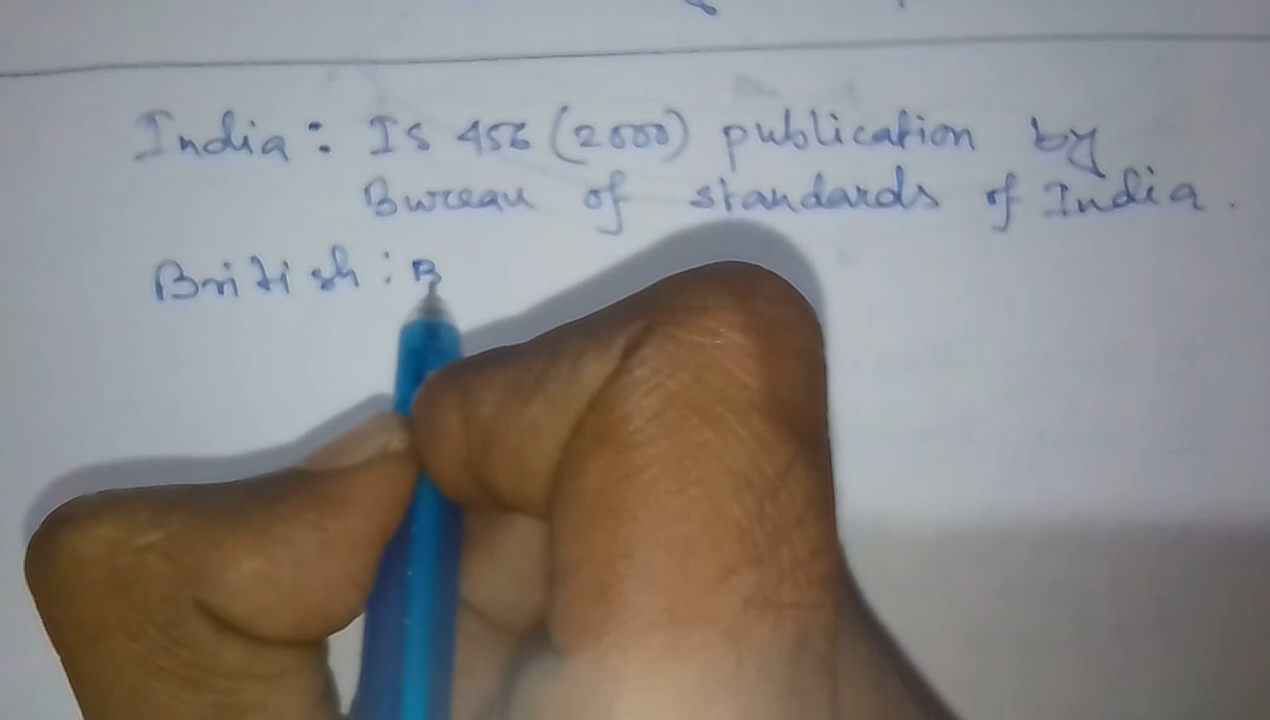 India : IS 456 (2000) publication by
Bureau of standards of India.
British : B